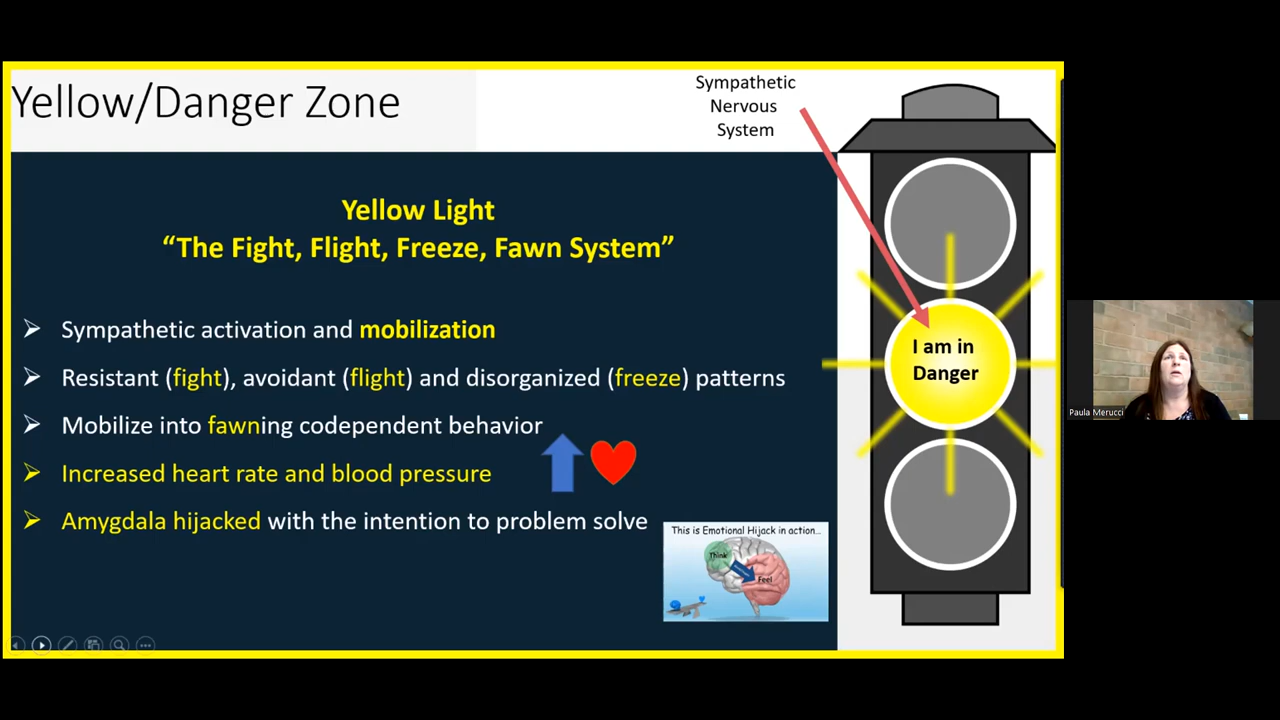 Yellow/Danger Zone
Sympathetic
Nervous
System
Yellow Light
“The Fight, Flight, Freeze, Fawn System”
Sympathetic activation and mobilization
Resistant (fight), avoidant (flight) and disorganized (freeze) patterns
Mobilize into fawning codependent behavior
Increased heart rate and blood pressure
Amygdala hijacked with the intention to problem solve
This is Emotional Hijack in action...
Think
Feel
I am in
Danger
Paula Merucci